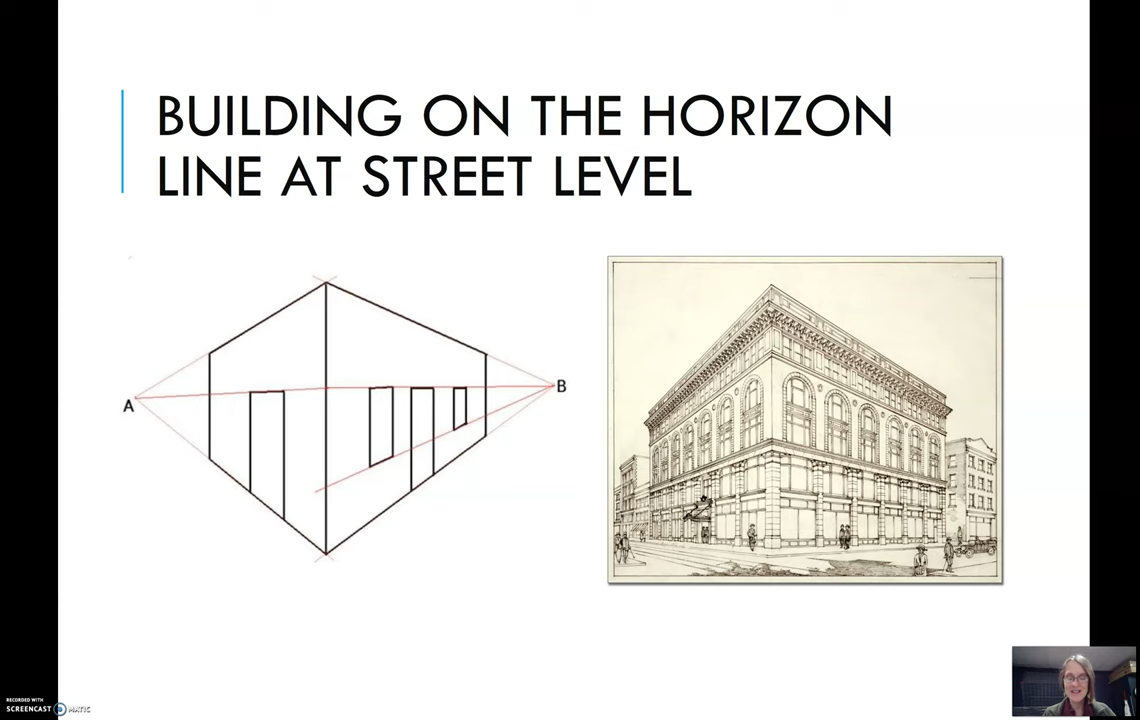 BUILDING ON THE HORIZON
LINE AT STREET LEVEL
A
B
RECORDED WITH
SCREENCAST MATIC